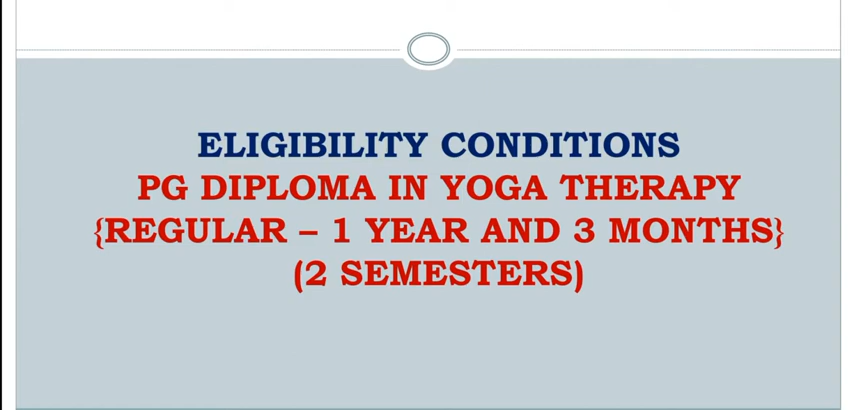 ELIGIBILITY CONDITIONS
PG DIPLOMA IN YOGA THERAPY
{REGULAR – 1 YEAR AND 3 MONTHS}
(2 SEMESTERS)